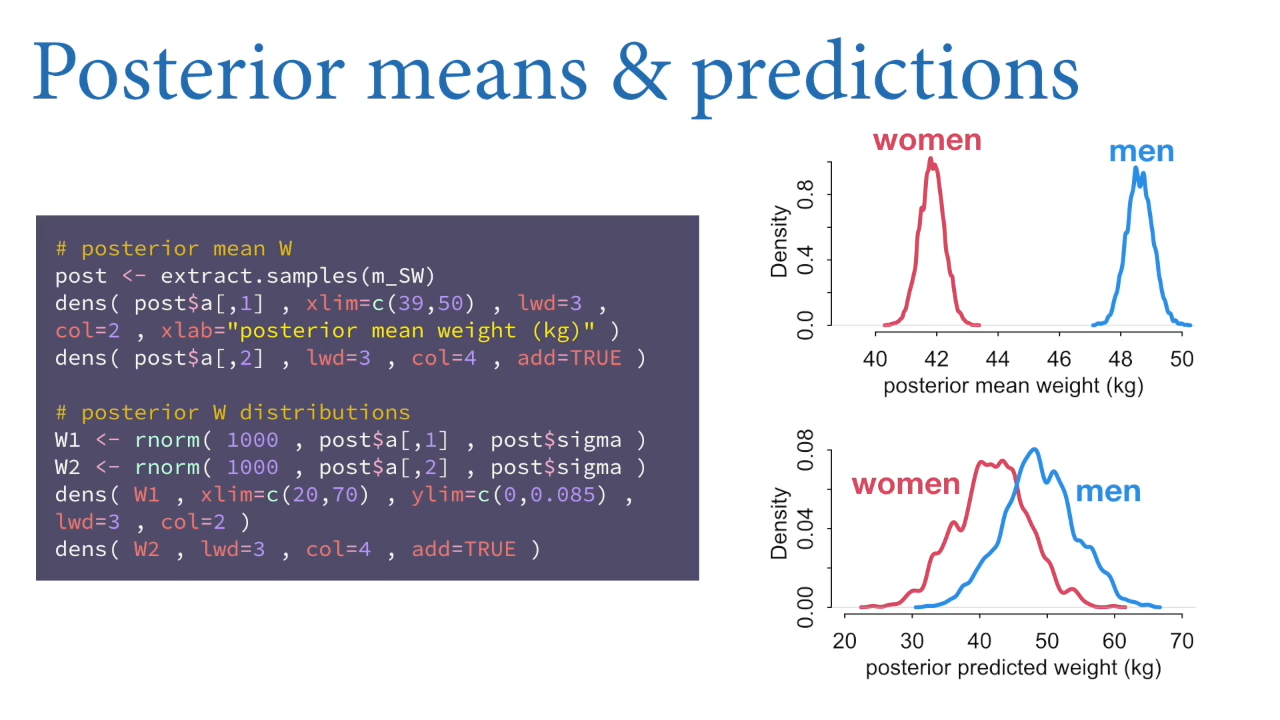 Posterior means & predictions
# posterior mean W
post <- extract.samples(m_SW)
dens( post$a[,1] , xlim=c(39,50) , lwd=3 ,
col=2 , xlab="posterior mean weight (kg)" )
dens( post$a[,2] , lwd=3 , col=4 , add=TRUE )
# posterior W distributions
W1 <- rnorm( 1000 , post$a[,1] , post$sigma )
W2 <- rnorm( 1000 , post$a[,2] , post$sigma )
dens( W1 , xlim=c(20,70) , ylim=c(0,0.085) ,
lwd=3 , col=2 )
dens( W2 , lwd=3 , col=4 , add=TRUE )
women
men
Density
0.0 0.4 0.8
40 42 44 46 48 50
posterior mean weight (kg)
women
men
Density
0.00 0.04 0.08
20 30 40 50 60 70
posterior predicted weight (kg)